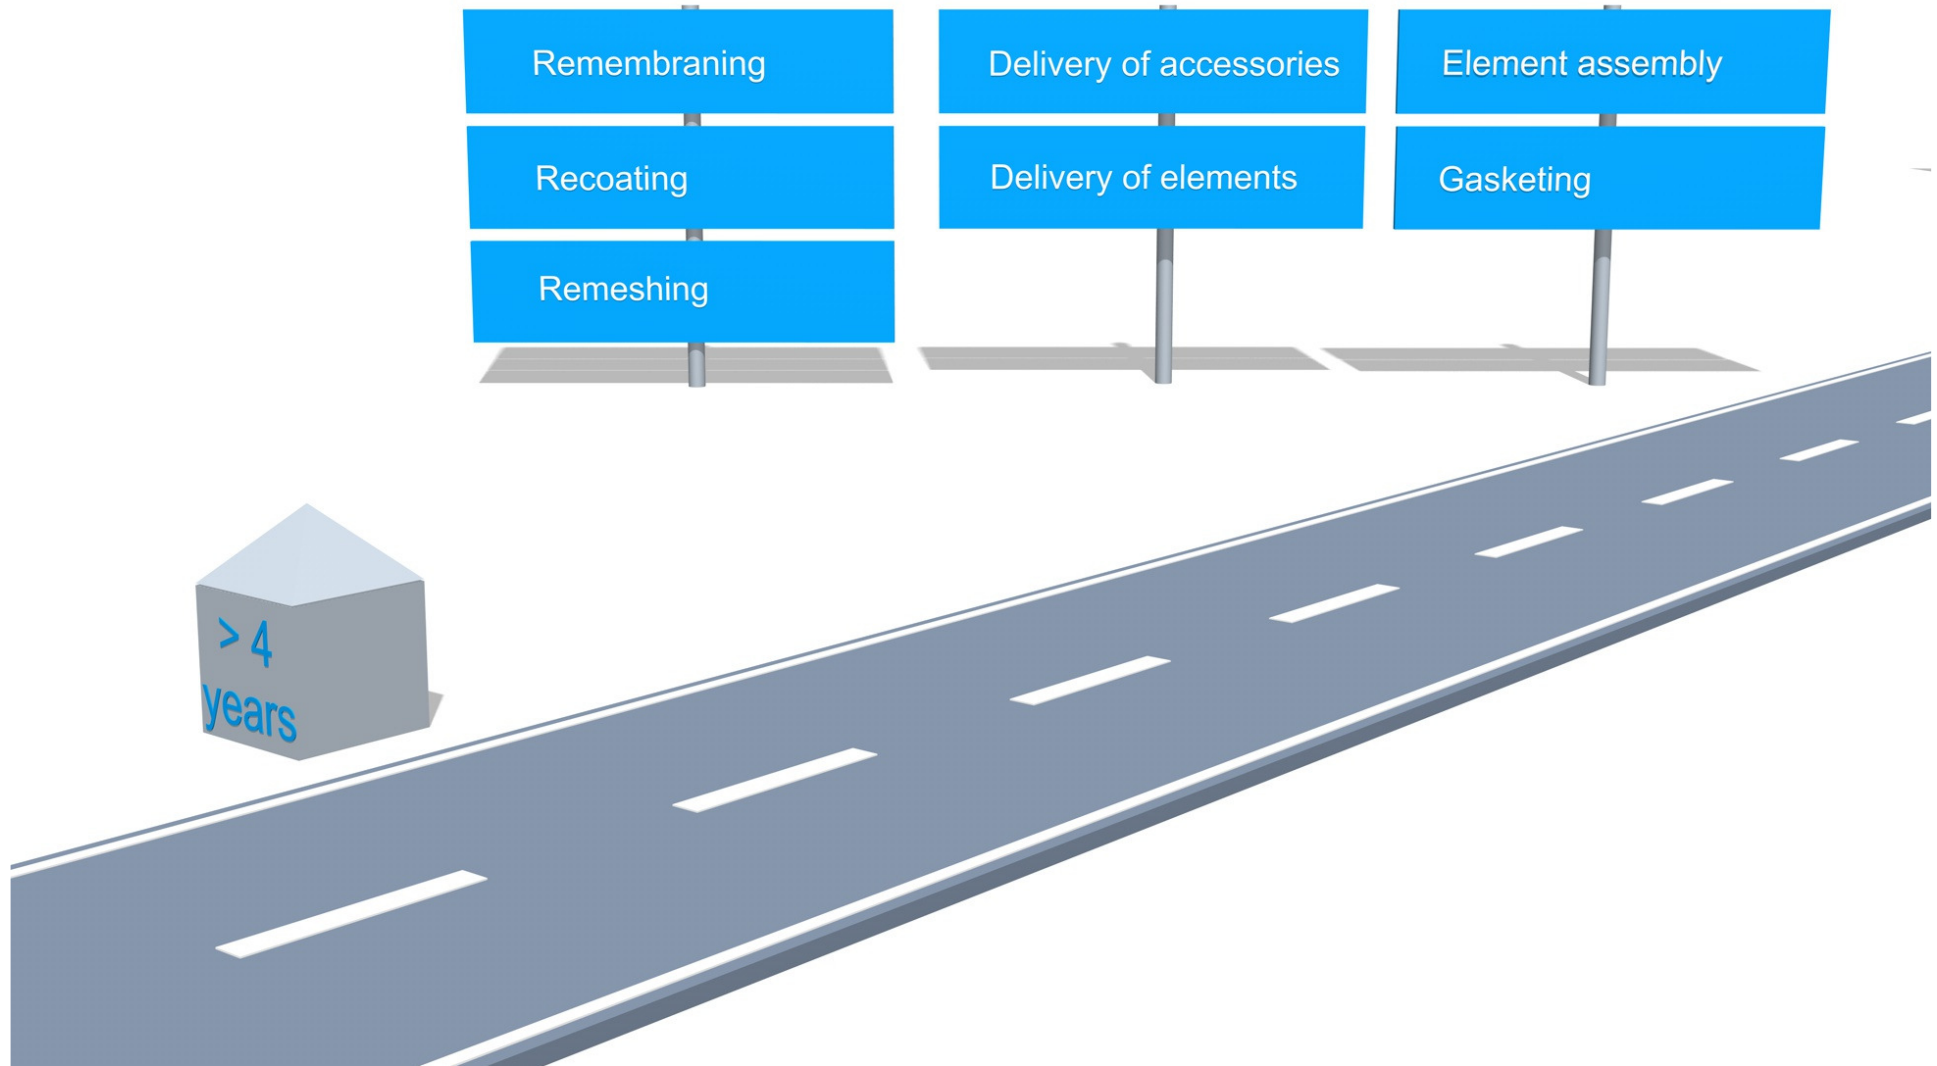 Remembraning
Recoating
Remeshing
Delivery of accessories
Delivery of elements
Element assembly
Gasketing
> 4
years